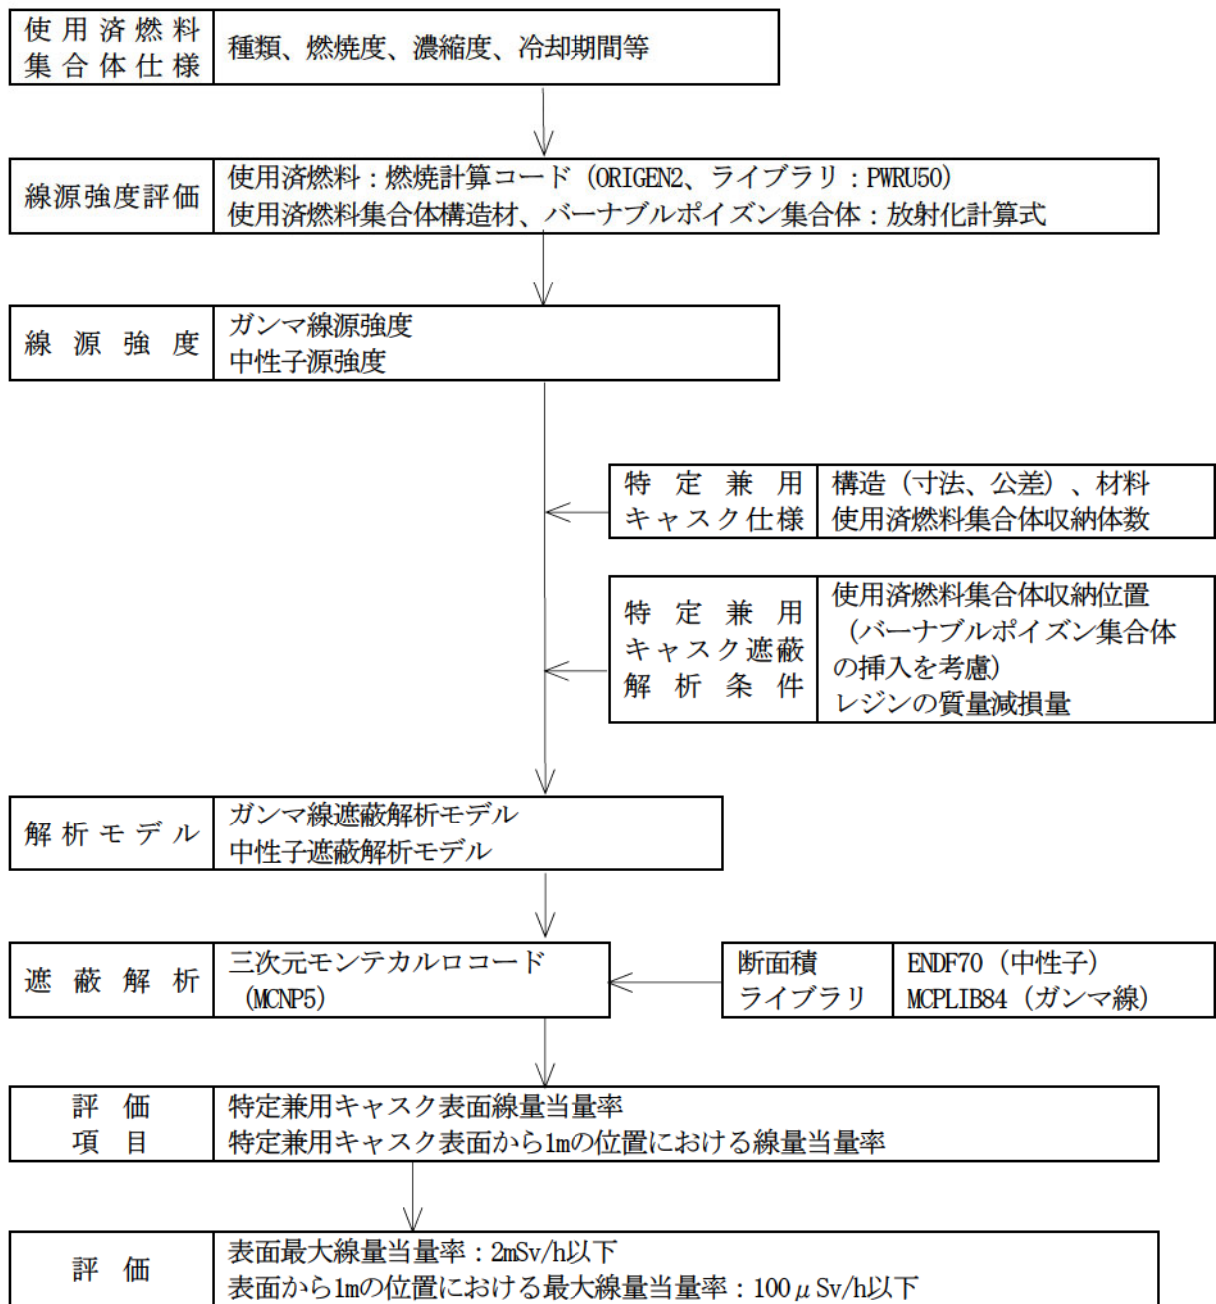 使用済燃料
集合体仕様
種類、燃焼度、濃縮度、冷却期間等
線源強度評価
使用済燃料：燃焼計算コード（ORIGEN2、ライブラリ：PWRU50）
使用済燃料集合体構造材、バーナブルポイズン集合体：放射化計算式
線源強度
ガンマ線源強度
中性子源強度
特定兼用
キャスク仕様
構造（寸法、公差）、材料
使用済燃料集合体収納体数
特定兼用
キャスク遮蔽
解析条件
使用済燃料集合体収納位置
（バーナブルポイズン集合体
の挿入を考慮）
レジンの質量減損量
解析モデル
ガンマ線遮蔽解析モデル
中性子遮蔽解析モデル
遮蔽解析
三次元モンテカルロコード
（MCNP5）
断面積
ライブラリ
ENDF70（中性子）
MCPLIB84（ガンマ線）
評価
項目
特定兼用キャスク表面線量当量率
特定兼用キャスク表面から1mの位置における線量当量率
評価
表面最大線量当量率：2mSv/h以下
表面から1mの位置における最大線量当量率：100μSv/h以下